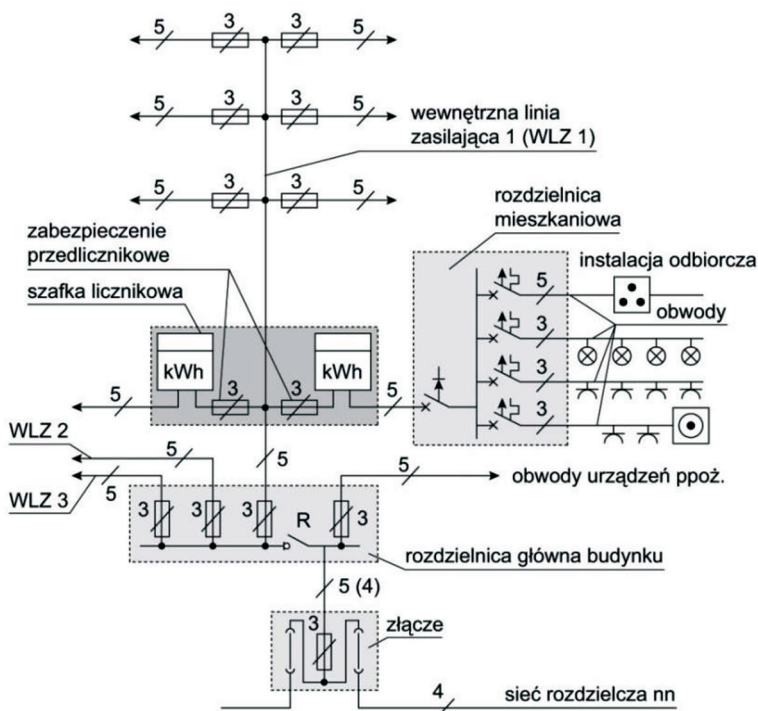 5 3 3 5
5 3 3 5
wewnętrzna linia
zasilająca 1 (WLZ 1)
5 3 3 5
rozdzielnica
mieszkaniowa
zabezpieczenie
przedlicznikowe
szafka licznikowa
instalacja odbiorcza
5
obwody
3
3
3
kWh kWh
5 3 3 5
WLZ 2
5 5
WLZ 3
5
5
obwody urządzeń ppoż.
3 3 3 R 3
rozdzielnica główna budynku
5 (4)
złącze
3
4
sieć rozdzielcza nn